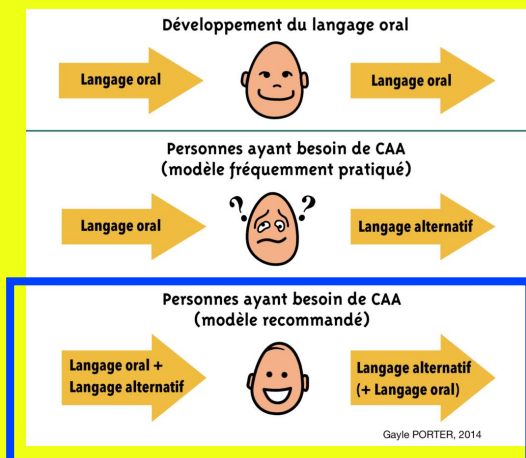 Développement du langage oral
Langage oral
Langage oral
Personnes ayant besoin de CAA
(modèle fréquemment pratiqué)
? ?
Langage oral
Langage alternatif
Personnes ayant besoin de CAA
(modèle recommandé)
Langage oral +
Langage alternatif
Langage alternatif
(+ Langage oral)
Gayle PORTER, 2014